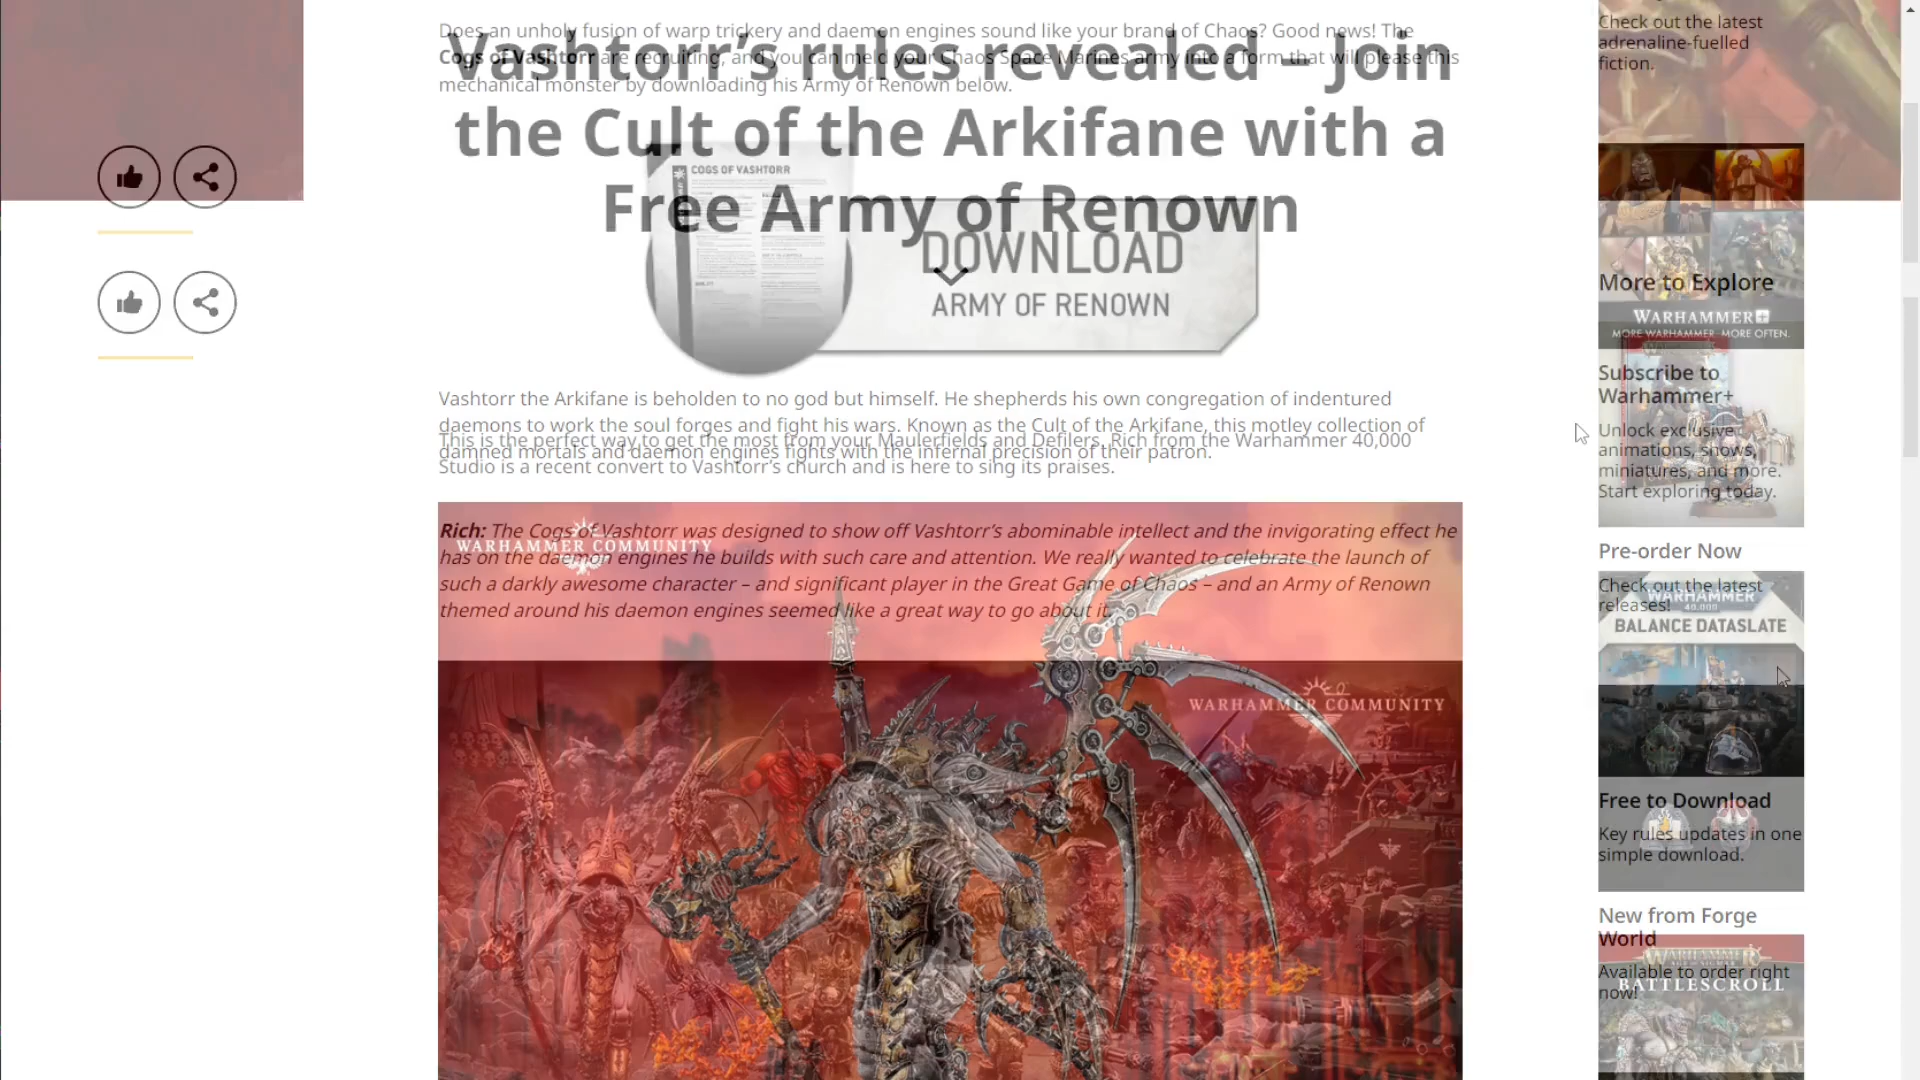 Does an unholy fusion of warp trickery and daemon engines sound like your brand of Chaos? Good news! The
Cogs of Vashtorr are recruiting, and you can meld your Chaos Space Marines army into a form that will please this
mechanical monster by downloading his Army of Renown below.
Vashtorr's rules revealed – Join
the Cult of the Arkifane with a
Free Army of Renown
COGS OF VASHTORR
DOWNLOAD
ARMY OF RENOWN
Vashtorr the Arkifane is beholden to no god but himself. He shepherds his own congregation of indentured
daemons to work the soul forges and fight his wars. Known as the Cult of the Arkifane, this motley collection of
damned mortals and daemon engines fights with the infernal precision of their patron.
This is the perfect way to get the most from your Maulerfields and Defilers. Rich from the Warhammer 40,000
Studio is a recent convert to Vashtorr's church and is here to sing its praises.
Rich: The Cogs of Vashtorr was designed to show off Vashtorr's abominable intellect and the invigorating effect he
has on the daemon engines he builds with such care and attention. We really wanted to celebrate the launch of
such a darkly awesome character – and significant player in the Great Game of Chaos – and an Army of Renown
themed around his daemon engines seemed like a great way to go about it.
WARHAMMER COMMUNITY
WARHAMMER COMMUNITY
Check out the latest
adrenaline-fuelled
fiction.
More to Explore
WARHAMMER+
MORE WARHAMMER. MORE OFTEN.
Subscribe to
Warhammer+
Unlock exclusive
animations, shows,
miniatures, and more.
Start exploring today.
Pre-order Now
Check out the latest
releases!
WARHAMMER
40,000
BALANCE DATASLATE
Free to Download
Key rules updates in one
simple download.
New from Forge
World
Available to order right
now!
WARHAMMER
BATTLESCROLL